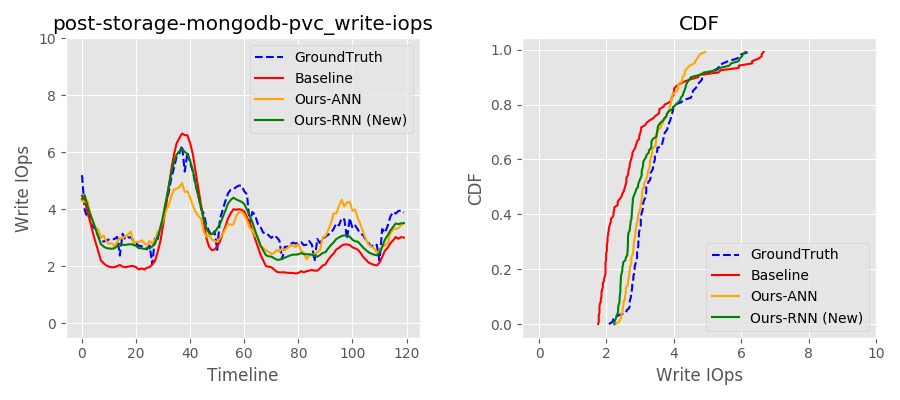 post-storage-mongodb-pvc_write-iops
10
8
6
4
2
0
Write IOps
GroundTruth
Baseline
Ours-ANN
Ours-RNN (New)
0
20
40
60
80
100
120
Timeline
CDF
1.0
0.8
0.6
0.4
0.2
0.0
CDF
GroundTruth
Baseline
Ours-ANN
Ours-RNN (New)
0
2
4
6
8
10
Write IOps